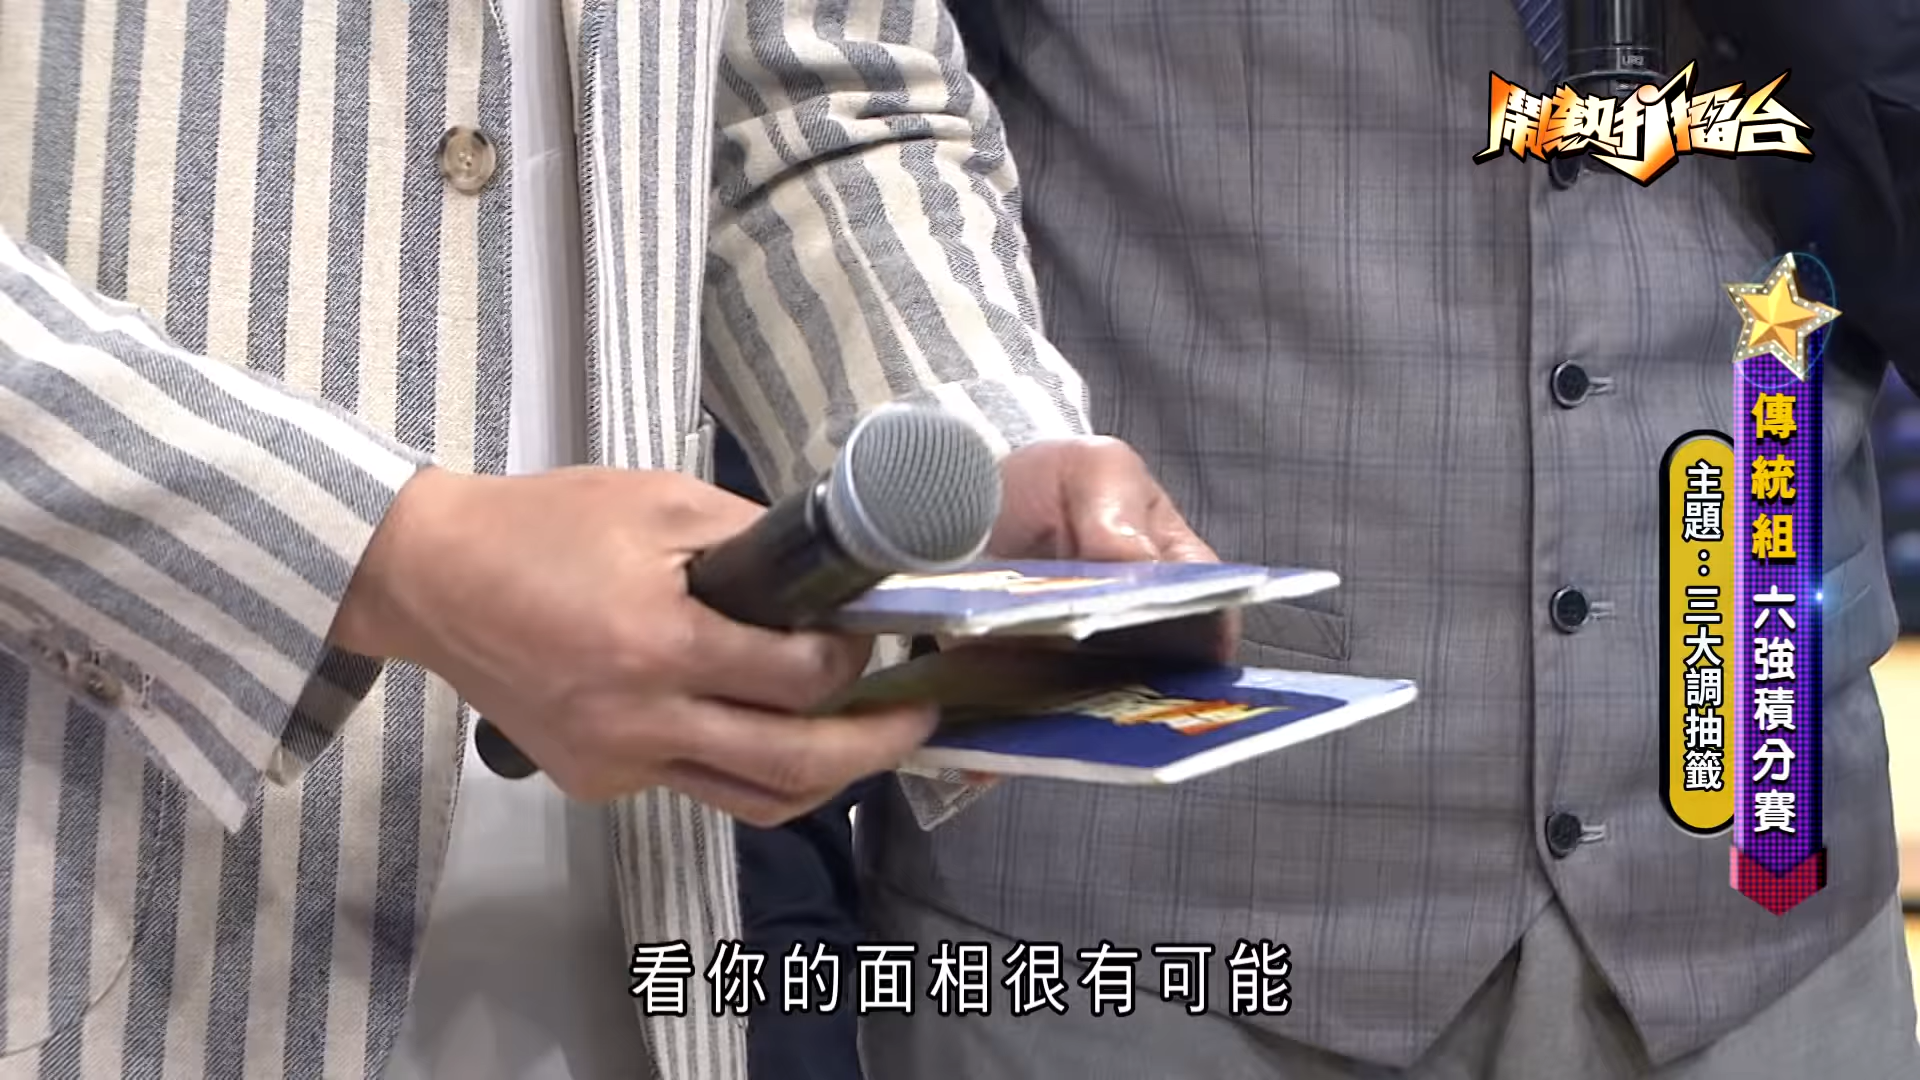 鬧熱打擂台
傳統組 六強積分賽
主題：三大調抽籤
看你的面相很有可能